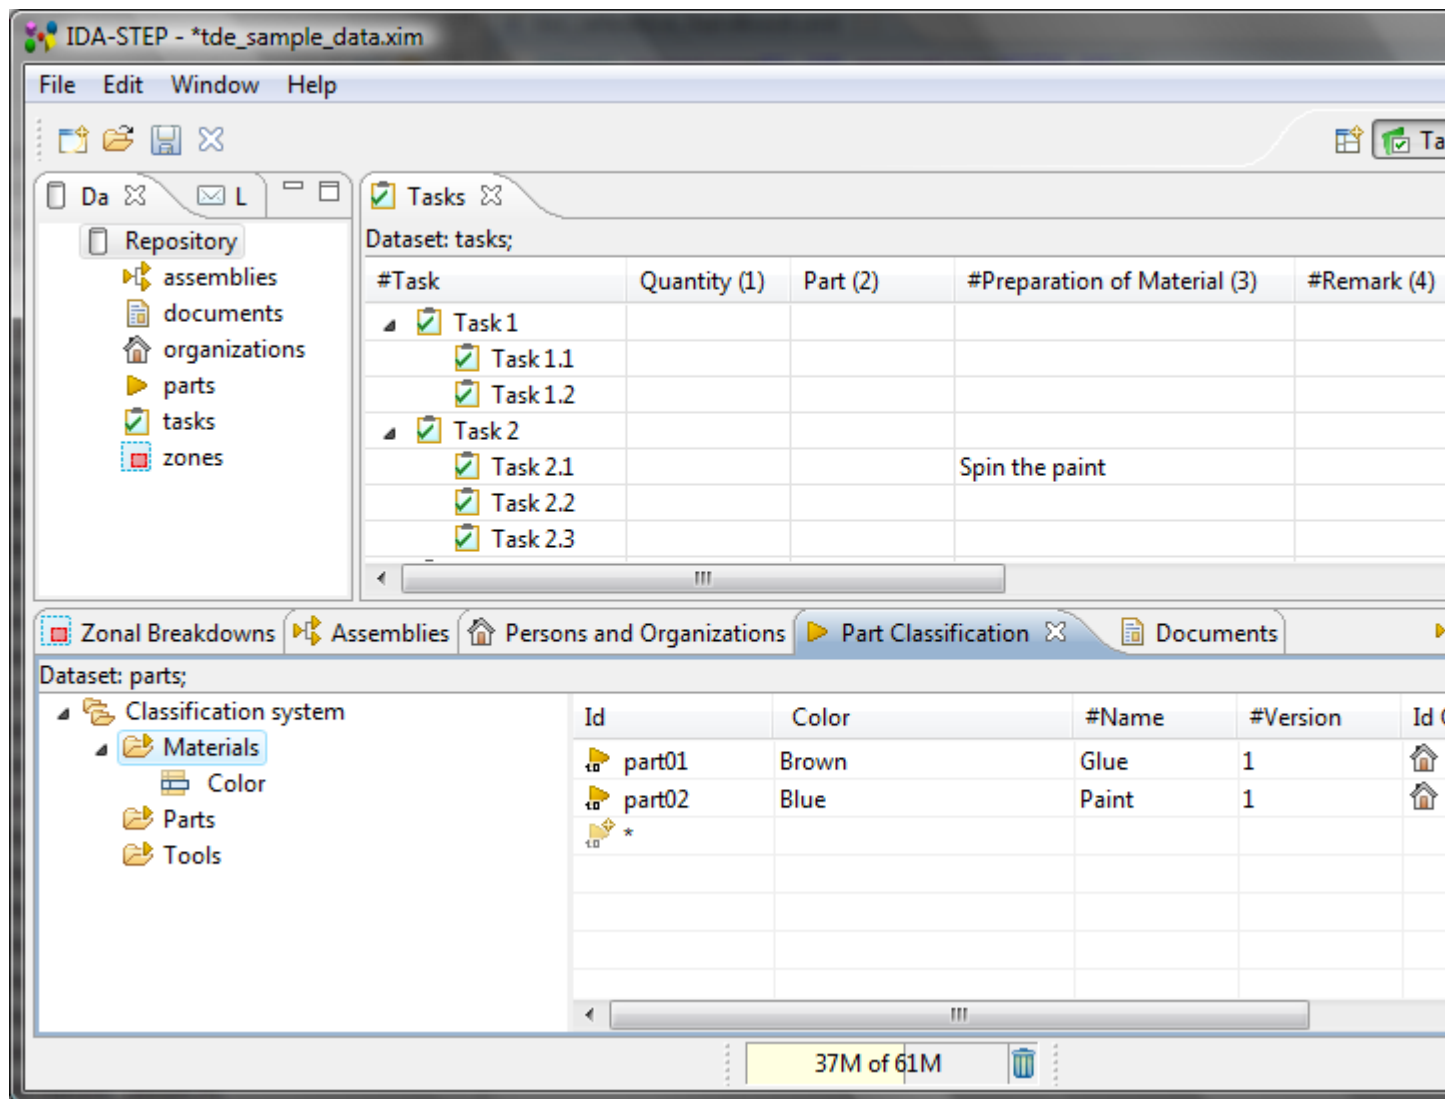 IDA-STEP - *tde_sample_data.xim
File Edit Window Help
Ta
Da L
Repository
assemblies
documents
organizations
parts
tasks
zones
Tasks
Dataset: tasks;
#Task Quantity (1) Part (2) #Preparation of Material (3) #Remark (4)
Task 1
Task 1.1
Task 1.2
Task 2
Task 2.1 Spin the paint
Task 2.2
Task 2.3
Zonal Breakdowns Assemblies Persons and Organizations Part Classification Documents
Dataset: parts;
Classification system
Materials
Color
Parts
Tools
Id Color #Name #Version Id
part01 Brown Glue 1
part02 Blue Paint 1
*
37M of 61M